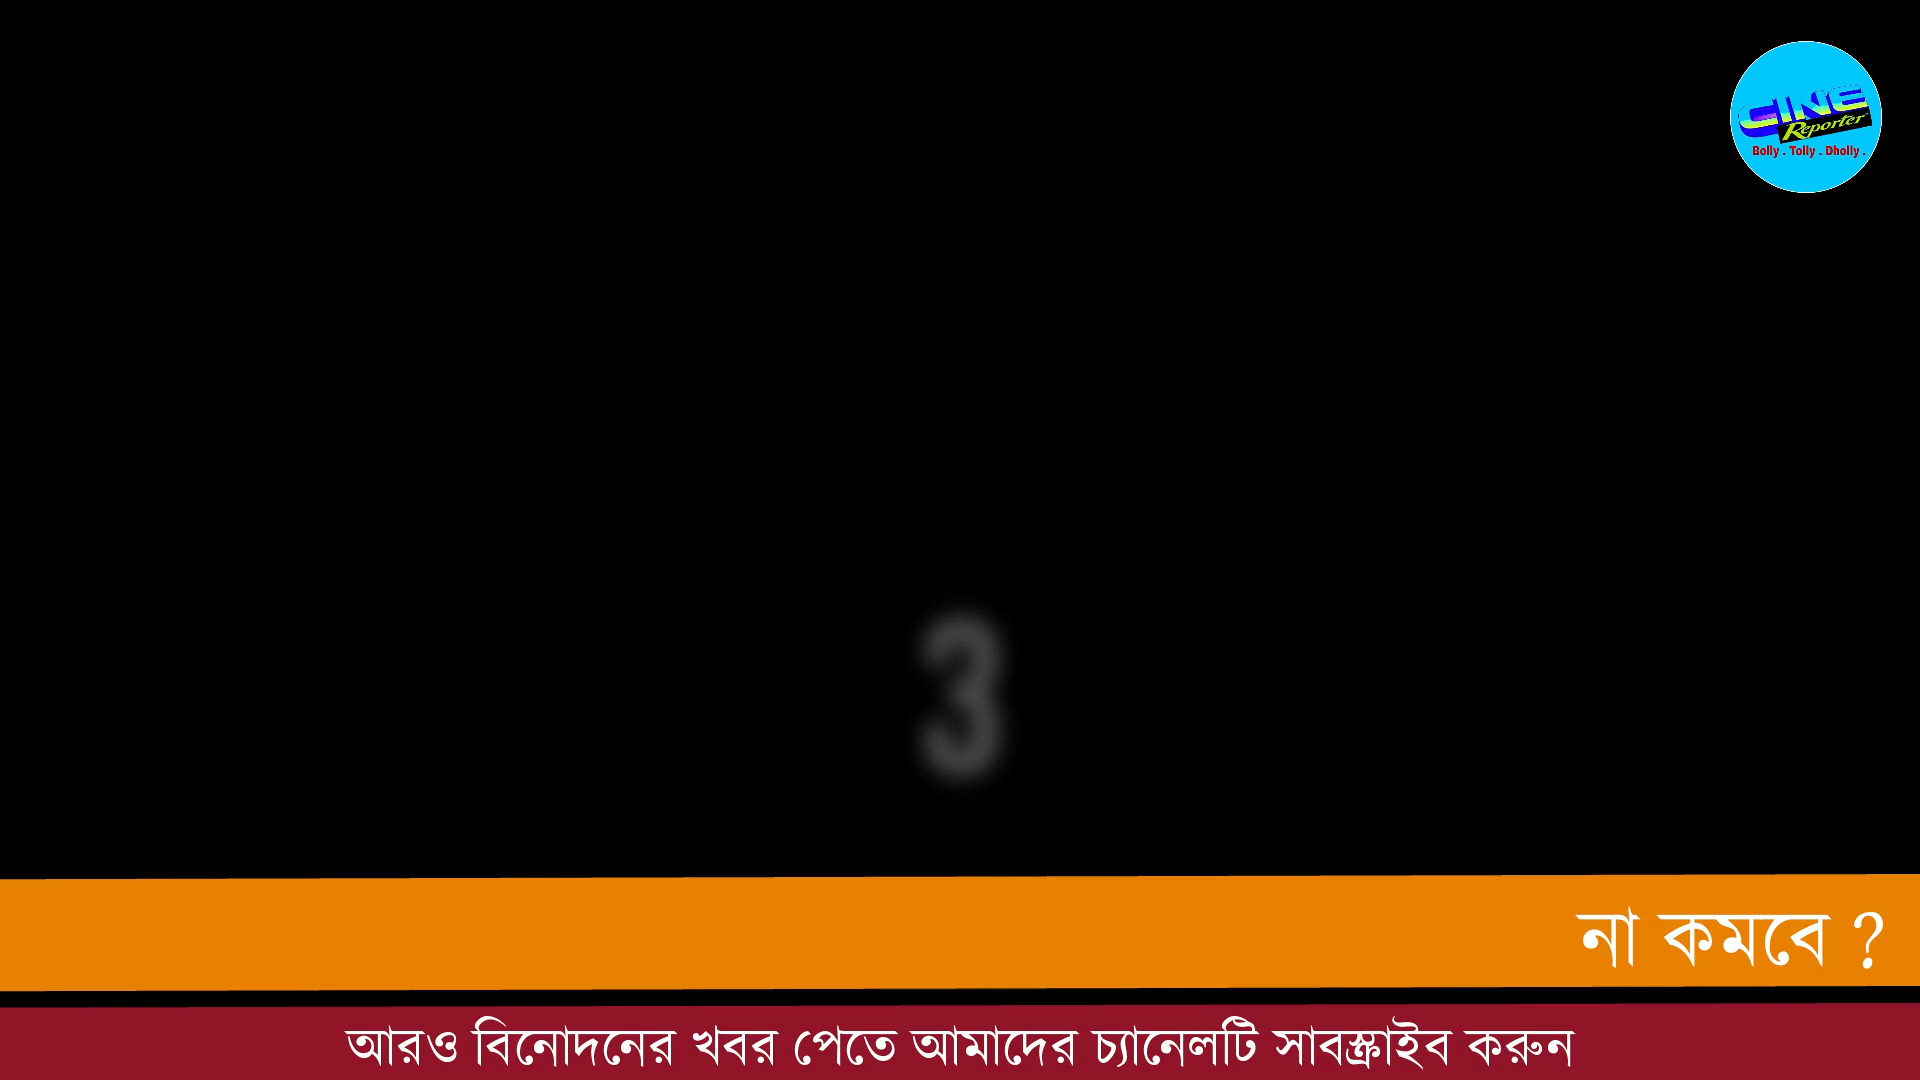 CINE
Reporter
Bolly . Tolly . Dholly .
3
না কমবে ?
আরও বিনোদনের খবর পেতে আমাদের চ্যানেলটি সাবস্ক্রাইব করুন